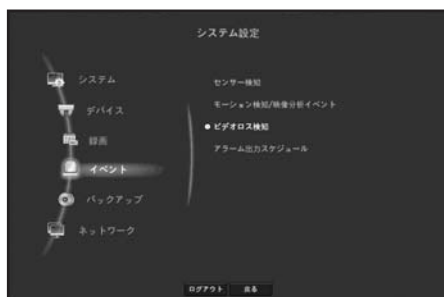 システム設定
システム
デバイス
録画
イベント
バックアップ
ネットワーク
センサー検知
モーション検知/映像分析イベント
ビデオロス検知
アラーム出力スケジュール
ログアウト
戻る